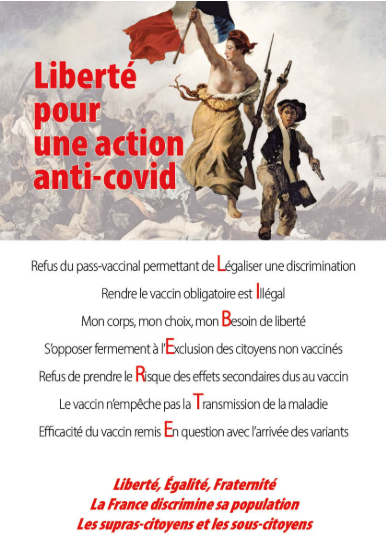 Liberté
pour
une action
anti-covid
Refus du pass-vaccinal permettant de Légaliser une discrimination
Rendre le vaccin obligatoire est Illégal
Mon corps, mon choix, mon Besoin de liberté
S'opposer fermement à l'Exclusion des citoyens non vaccinés
Refus de prendre le Risque des effets secondaires dus au vaccin
Le vaccin n'empêche pas la Transmission de la maladie
Efficacité du vaccin remis En question avec l'arrivée des variants
Liberté, Égalité, Fraternité
La France discrimine sa population
Les supras-citoyens et les sous-citoyens